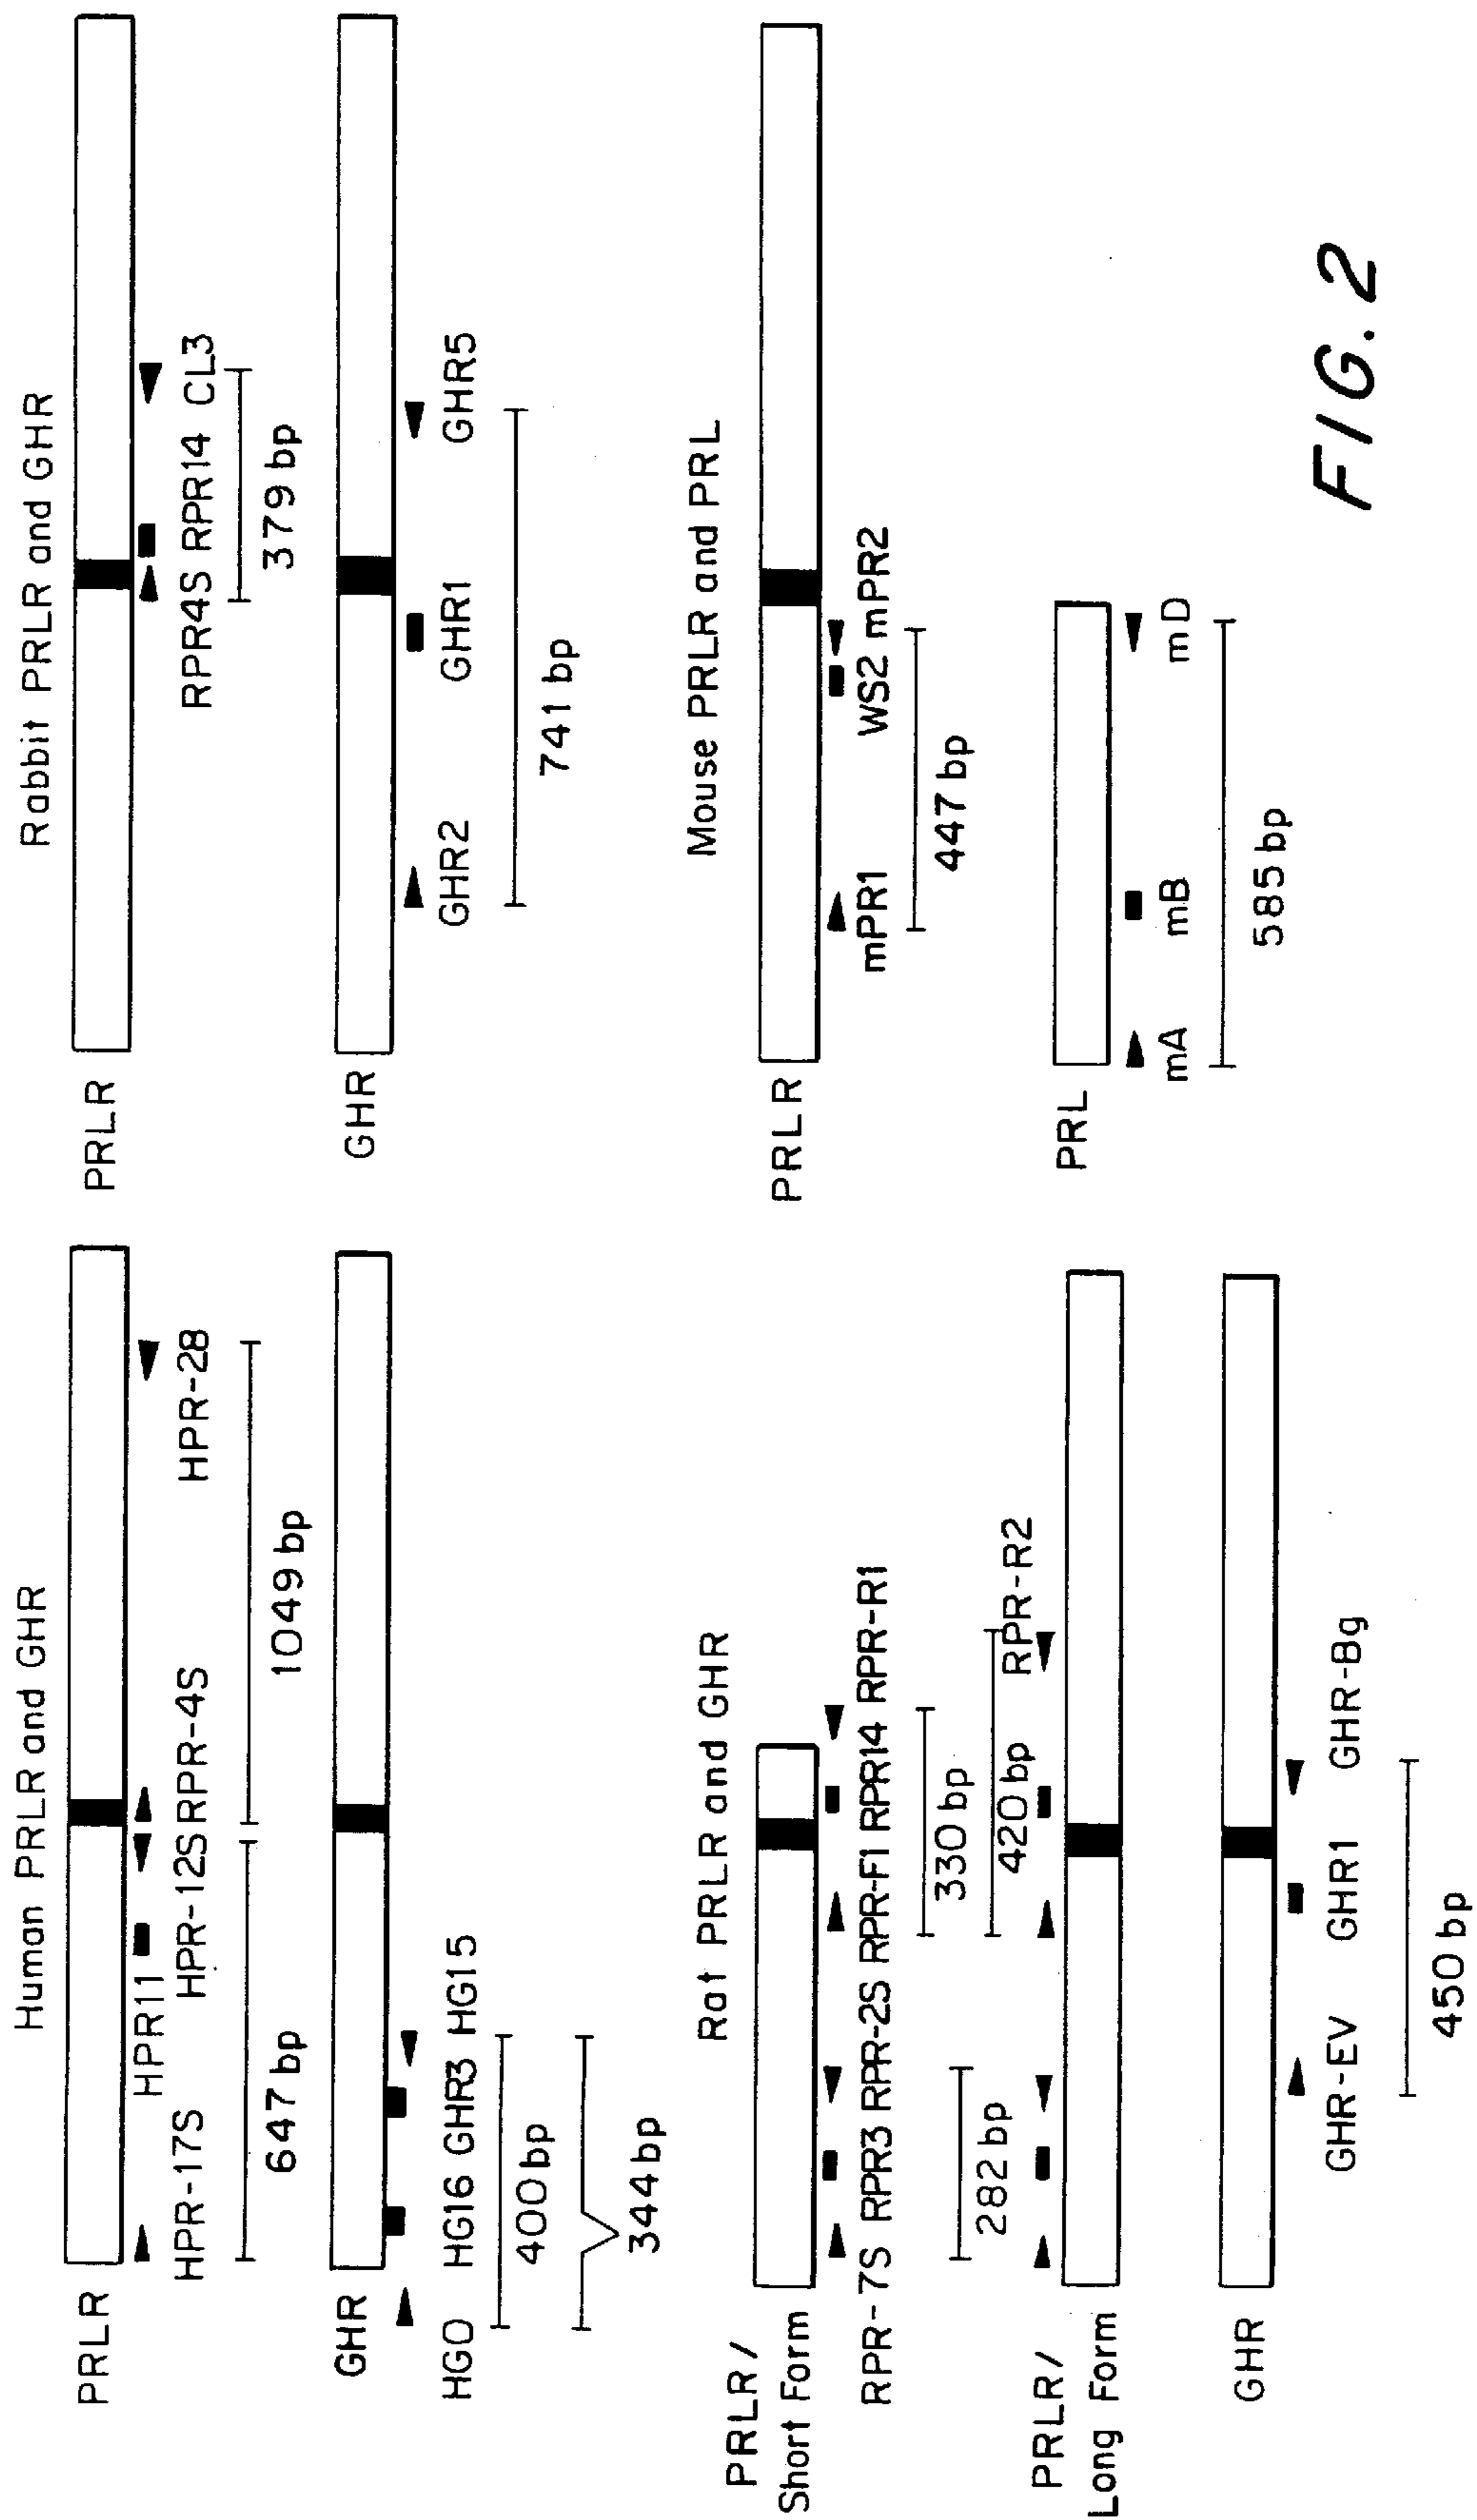 Human PRLR and GHR
PRLR
HPR11
HPR-17S HPR-12S RPR-4S HPR-28
647 bp 1049 bp
GHR
HGO HG16 GHR3 HG15
400 bp
344 bp
Rabbit PRLR and GHR
PRLR
RPR4S RPR14 CL3
379 bp
GHR
GHR2 GHR1 GHR5
741 bp
Rat PRLR and GHR
PRLR/
Short Form
RPR-7S RPR3 RPR-2S RPR-F1 RPR14 RPR-R1
330 bp
282 bp 420 bp RPR-R2
PRLR/
Long Form
GHR
GHR-EV GHR1 GHR-Bg
450 bp
Mouse PRLR and PRL
PRLR
mPR1 WS2 mPR2
447 bp
PRL
mA mB mD
585 bp
FIG. 2